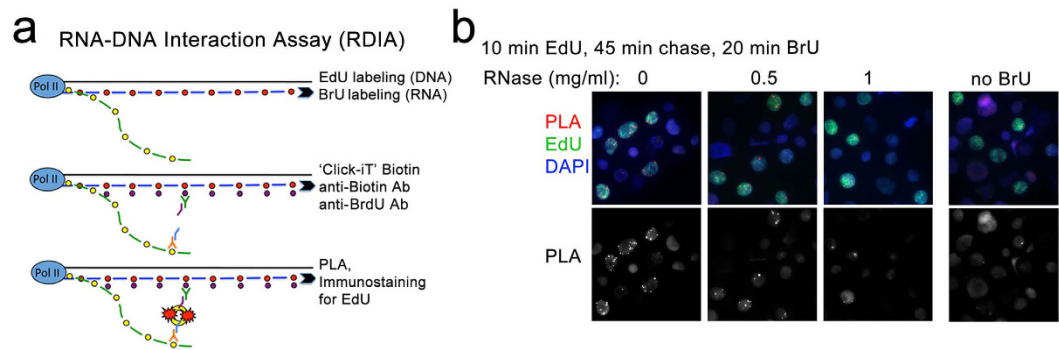 a
RNA-DNA Interaction Assay (RDIA)
Pol II
EdU labeling (DNA)
BrU labeling (RNA)
Pol II
‘Click-iT’ Biotin
anti-Biotin Ab
anti-BrdU Ab
Pol II
PLA,
Immunostaining
for EdU
b
10 min EdU, 45 min chase, 20 min BrU
RNase (mg/ml): 0 0.5 1 no BrU
PLA
EdU
DAPI
PLA